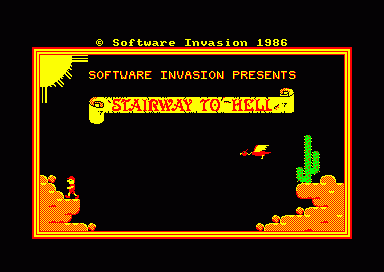 © Software Invasion 1986
SOFTWARE INVASION PRESENTS
STAIRWAY TO HELL